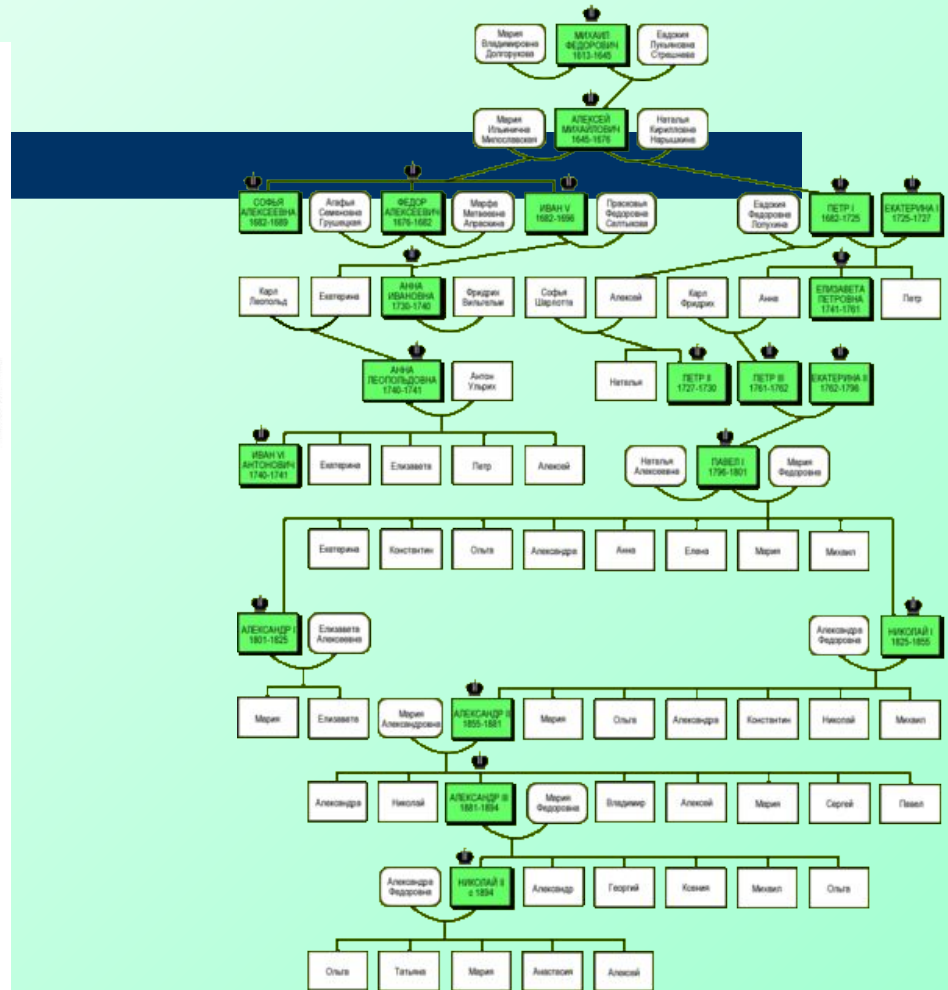 Мария
Владимировна
Долгорукова
МИХАИЛ
ФЕДОРОВИЧ
1613-1645
Евдокия
Лукьяновна
Стрешнева
Мария
Ильинична
Милославская
АЛЕКСЕЙ
МИХАЙЛОВИЧ
1645-1676
Наталья
Кирилловна
Нарышкина
СОФЬЯ
АЛЕКСЕЕВНА
1682-1689
Агафья
Семеновна
Грушецкая
ФЕДОР
АЛЕКСЕЕВИЧ
1676-1682
Марфа
Матвеевна
Апраксина
ИВАН V
1682-1696
Прасковья
Федоровна
Салтыкова
Евдокия
Федоровна
Лопухина
ПЕТР I
1682-1725
ЕКАТЕРИНА I
1725-1727
Карл
Леопольд
Екатерина
АННА
ИВАНОВНА
1730-1740
Фридрих
Вильгельм
Софья
Шарлотта
Алексей
Карл
Фридрих
Анна
ЕЛИЗАВЕТА
ПЕТРОВНА
1741-1761
Петр
АННА
ЛЕОПОЛЬДОВНА
1740-1741
Антон
Ульрих
Наталья
ПЕТР II
1727-1730
ПЕТР III
1761-1762
ЕКАТЕРИНА II
1762-1796
ИВАН VI
АНТОНОВИЧ
1740-1741
Екатерина
Елизавета
Петр
Алексей
Наталья
Алексеевна
ПАВЕЛ I
1796-1801
Мария
Федоровна
Екатерина
Константин
Ольга
Александра
Анна
Елена
Мария
Михаил
АЛЕКСАНДР I
1801-1825
Елизавета
Алексеевна
Александра
Федоровна
НИКОЛАЙ I
1825-1855
Мария
Елизавета
Мария
Александровна
АЛЕКСАНДР II
1855-1881
Мария
Ольга
Александра
Константин
Николай
Михаил
Александра
Николай
АЛЕКСАНДР III
1881-1894
Мария
Федоровна
Владимир
Алексей
Мария
Сергей
Павел
Александра
Федоровна
НИКОЛАЙ II
с 1894
Александр
Георгий
Ксения
Михаил
Ольга
Ольга
Татьяна
Мария
Анастасия
Алексей